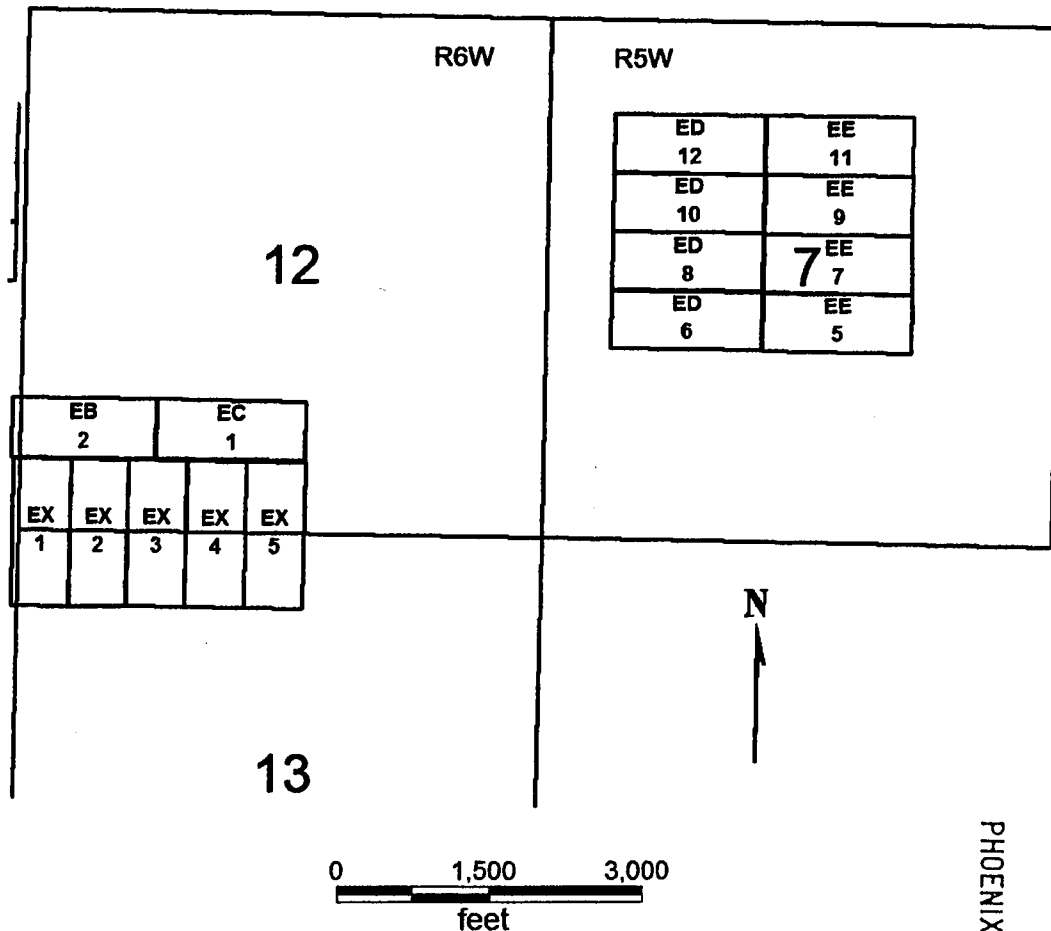 R6W R5W
ED EE
12 11
ED EE
10 9
12
ED 7 EE
8 7
ED EE
6 5
EB EC
2 1
EX EX EX EX EX
1 2 3 4 5
N
13
PHOENIX
0 1,500 3,000
feet